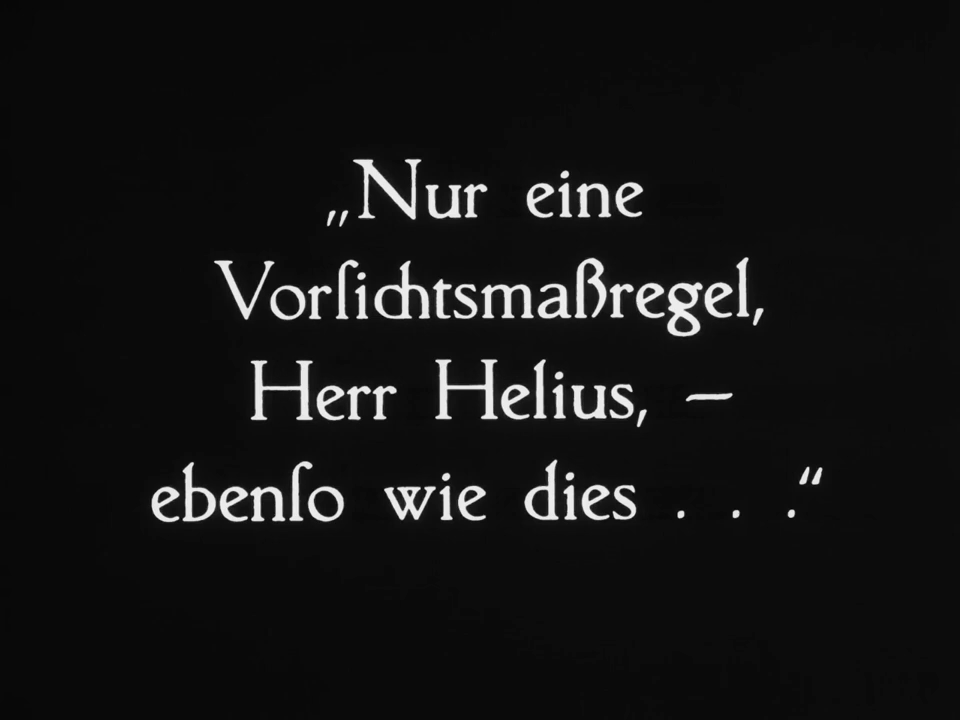 „Nur eine
Vorſichtsmaßregel,
Herr Helius, —
ebenſo wie dies . . .“